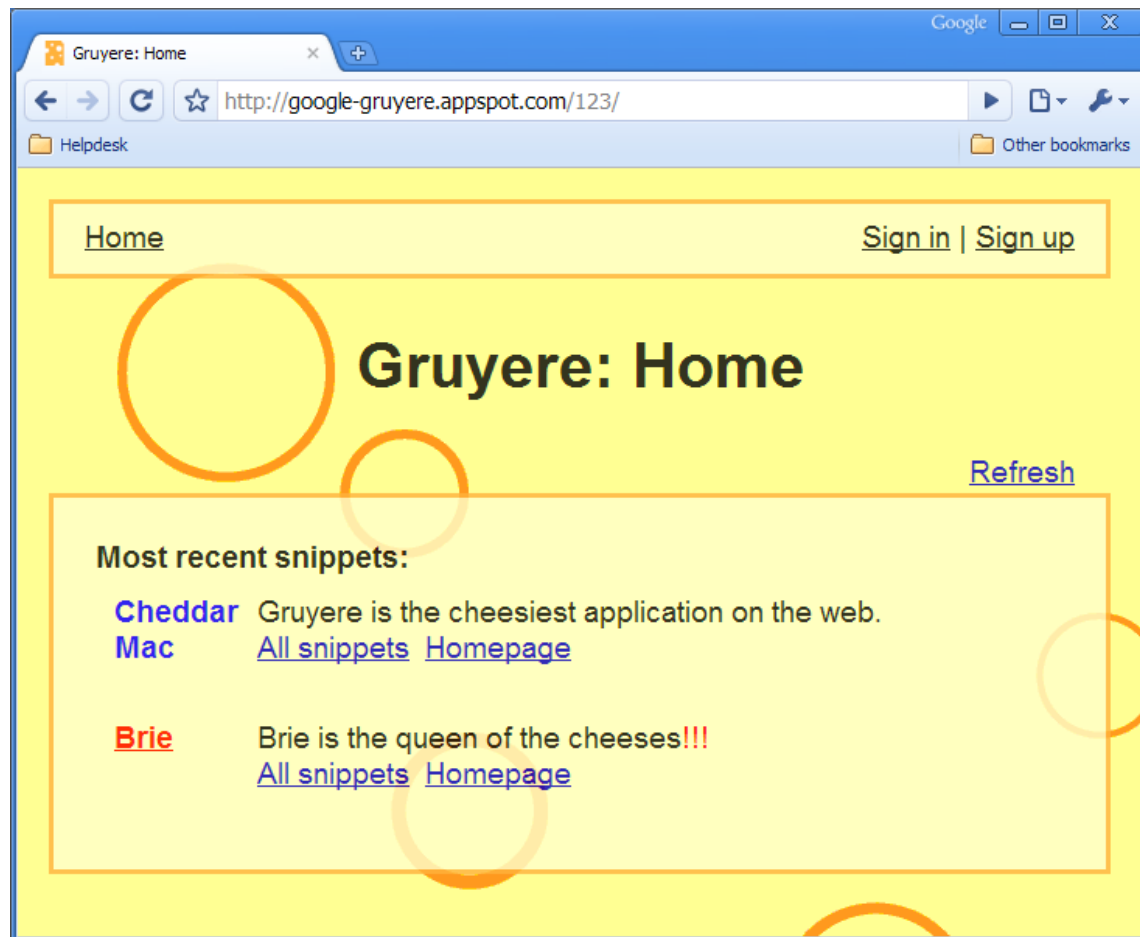 Google
Gruyere: Home
http://google-gruyere.appspot.com/123/
Helpdesk Other bookmarks
Home Sign in | Sign up
Gruyere: Home
Refresh
Most recent snippets:
Cheddar Gruyere is the cheesiest application on the web.
Mac All snippets Homepage
Brie Brie is the queen of the cheeses!!!
All snippets Homepage